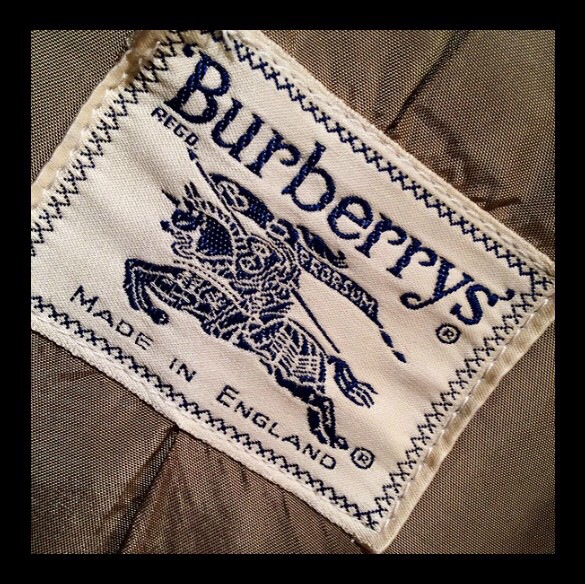 Burberrys®
REGD.
PRORSUM
MADE IN ENGLAND
®